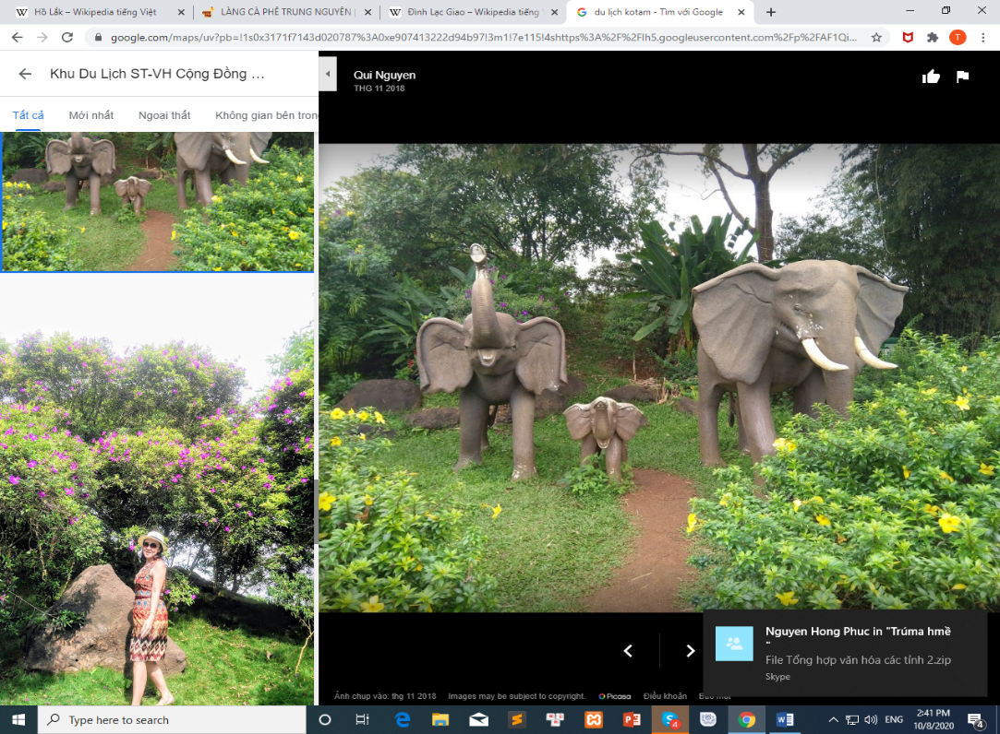 Hồ Lắk – Wikipedia tiếng Việt
LÀNG CÀ PHÊ TRUNG NGUYÊN |
Đình Lạc Giao – Wikipedia tiếng
du lịch kotam - Tìm với Google
google.com/maps/uv?pb=!1s0x3171f7143d020787%3A0xe907413222d94b97!3m1!7e115!4shttps%3A%2F%2Flh5.googleusercontent.com%2Fp%2FAF1Qi...
T
Khu Du Lịch ST-VH Cộng Đồng ...
Tất cả
Mới nhất
Ngoại thất
Không gian bên tron
Qui Nguyen
THG 11 2018
Nguyen Hong Phuc in "Trúma hmề
"
File Tổng hợp văn hóa các tỉnh 2.zip
Skype
Ảnh chụp vào: thg 11 2018
Images may be subject to copyright.
Picasa
Điều khoản
Type here to search
4
ENG
2:41 PM
10/8/2020
4